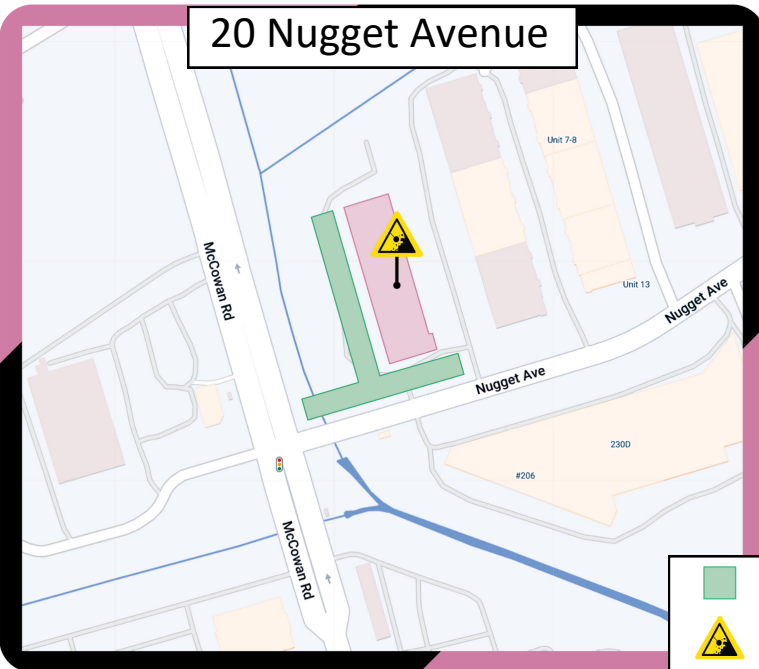 20 Nugget Avenue
Unit 7-8
McCowan Rd
Unit 13
Nugget Ave
Nugget Ave
230D
#206
McCowan Rd